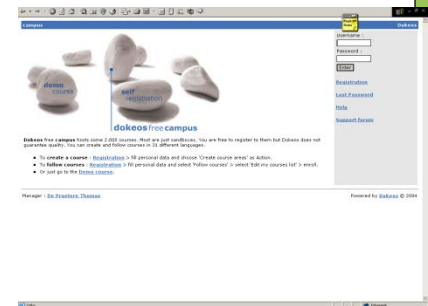 campus
Dokeos
Username :
Password :
Enter
demo
course
self
registration
dokeos free campus
Registration
Lost Password
Help
Support forum
Dokeos free campus hosts some 2.000 courses. Most are just sandboxes. You are free to register to them but Dokeos does not
guarantee quality. You can create and follow courses in 31 different languages.
To create a course : Registration > fill personal data and choose 'Create course areas' as Action.
To follow courses : Registration > fill personal data and select 'Follow courses' > select 'Edit my courses list' > enroll.
Or just go to the Demo course.
Manager : De Praetere Thomas
Powered by Dokeos © 2004
Internet